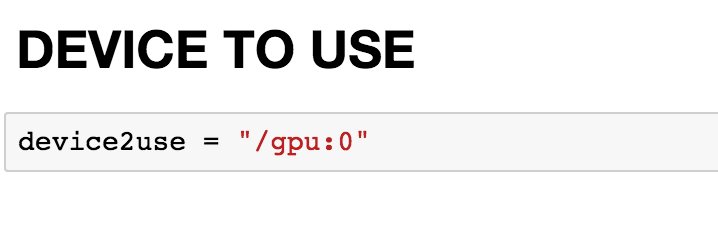 DEVICE TO USE
device2use = "/gpu:0"